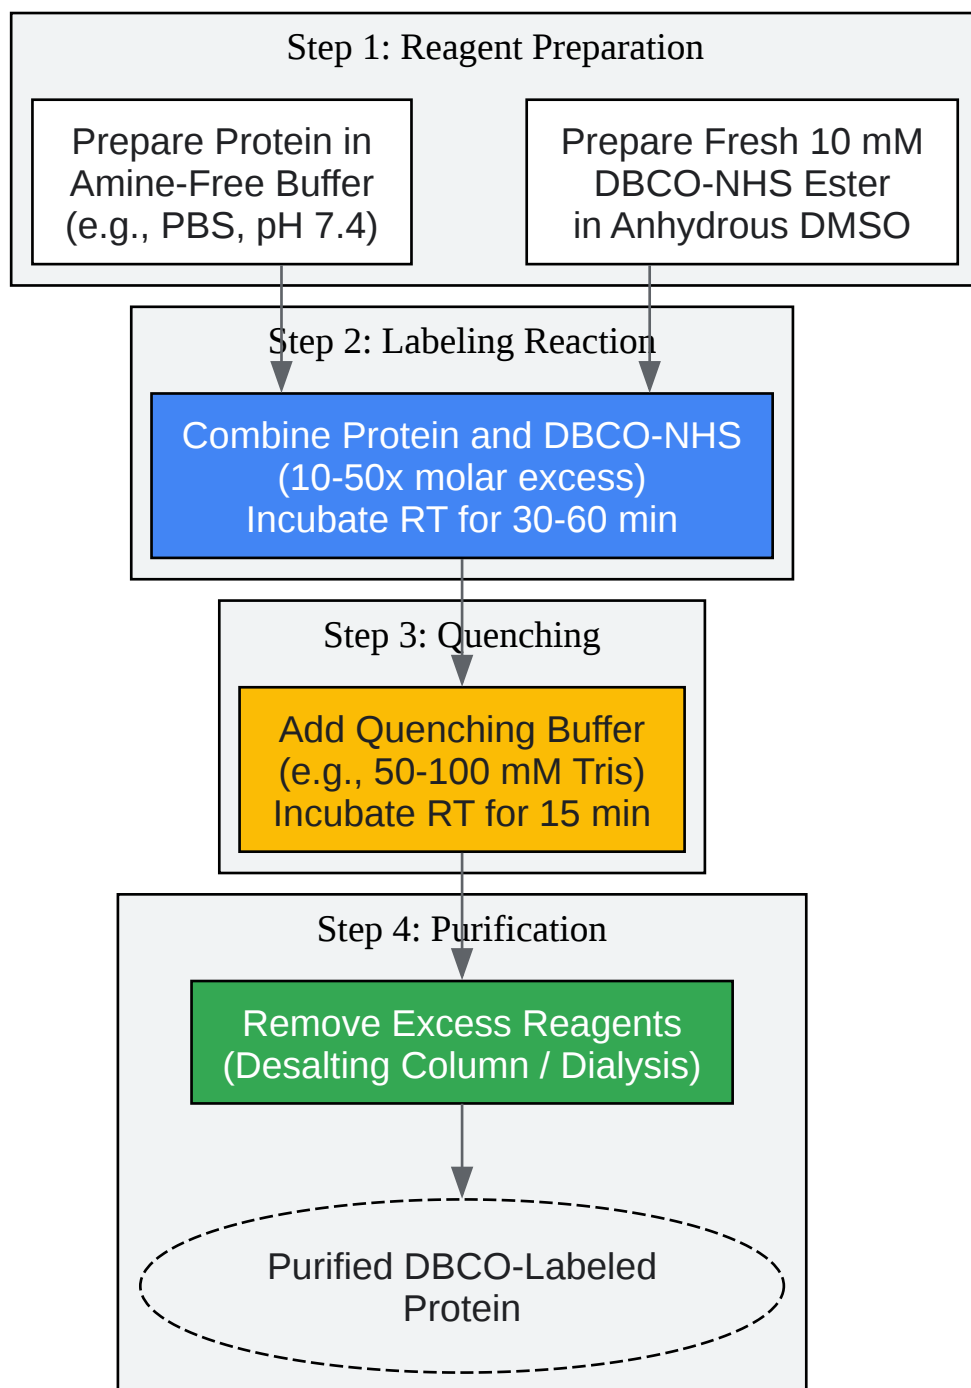 Step 1: Reagent Preparation
Prepare Protein in
Amine-Free Buffer
(e.g., PBS, pH 7.4)
Prepare Fresh 10 mM
DBCO-NHS Ester
in Anhydrous DMSO
Step 2: Labeling Reaction
Combine Protein and DBCO-NHS
(10-50x molar excess)
Incubate RT for 30-60 min
Step 3: Quenching
Add Quenching Buffer
(e.g., 50-100 mM Tris)
Incubate RT for 15 min
Step 4: Purification
Remove Excess Reagents
(Desalting Column / Dialysis)
Purified DBCO-Labeled
Protein